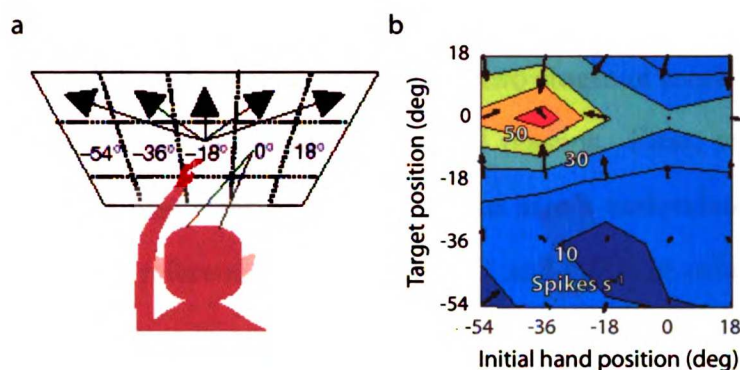 a
−54° −36° −18° 0° 18°
b
Target position (deg)
18
0
-18
-36
-54
50
30
10
Spikes s⁻¹
-54 -36 -18 0 18
Initial hand position (deg)